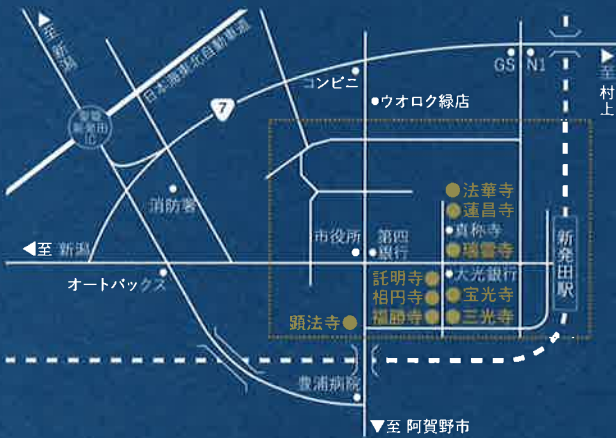 ▲至 新潟
日本海東北自動車道
聖籠
新発田
IC
7
コンビニ
GS
N1
▶至 村上
ウオロク緑店
消防署
法華寺
蓮昌寺
真称寺
瑞雲寺
市役所
第四
銀行
新発田駅
◀至 新潟
オートバックス
託明寺
大光銀行
相円寺
宝光寺
顕法寺
福勝寺
三光寺
豊浦病院
▼至 阿賀野市